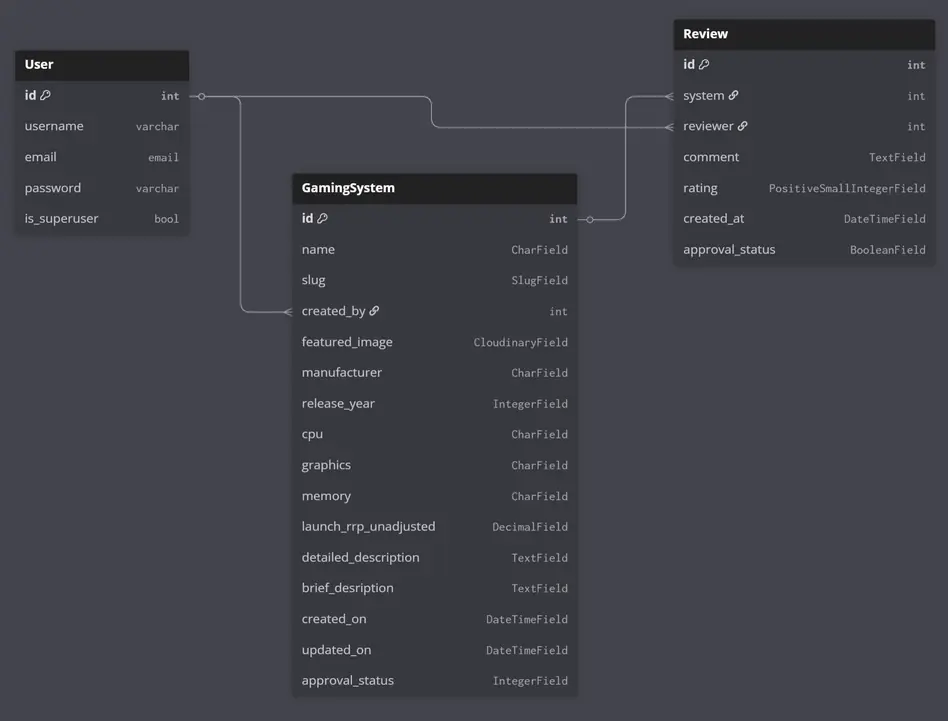 User
id int
username varchar
email email
password varchar
is_superuser bool
GamingSystem
id int
name CharField
slug SlugField
created_by int
featured_image CloudinaryField
manufacturer CharField
release_year IntegerField
cpu CharField
graphics CharField
memory CharField
launch_rrp_unadjusted DecimalField
detailed_description TextField
brief_desription TextField
created_on DateTimeField
updated_on DateTimeField
approval_status IntegerField
Review
id int
system int
reviewer int
comment TextField
rating PositiveSmallIntegerField
created_at DateTimeField
approval_status BooleanField